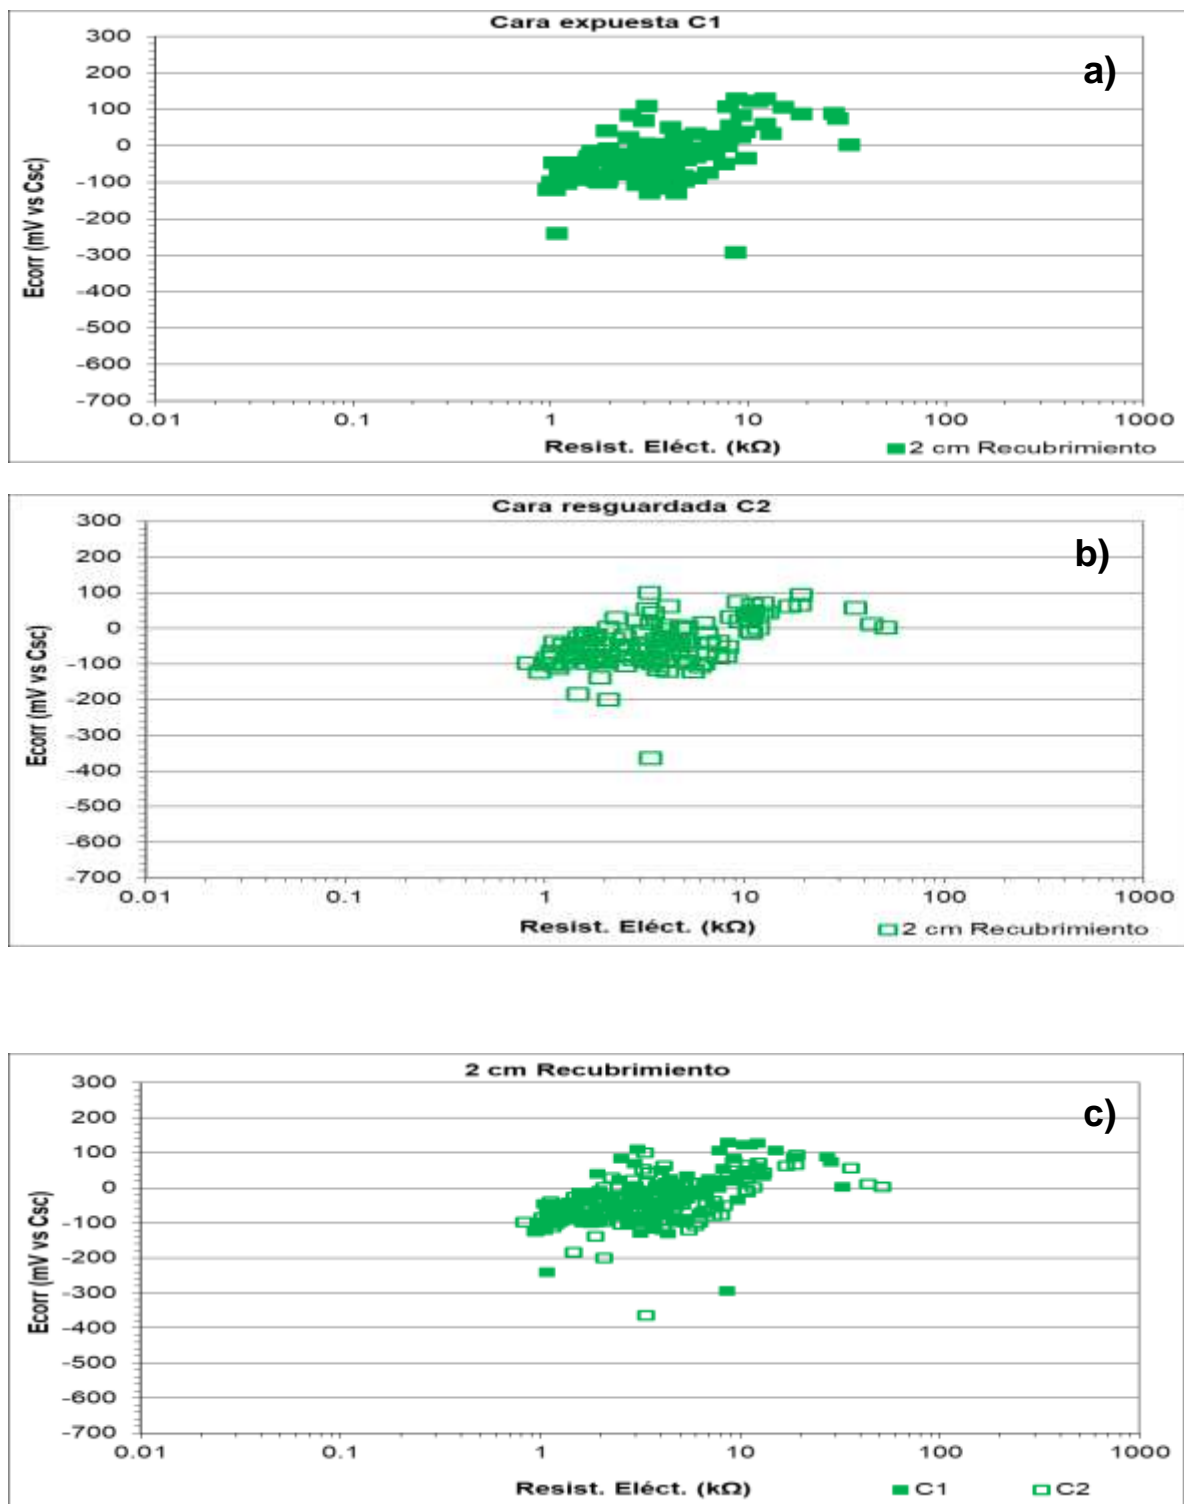 Cara expuesta C1
a)
300
200
100
0
-100
-200
-300
-400
-500
-600
-700
Ecorr (mV vs Csc)
0.01 0.1 1 10 100 1000
Resist. Eléct. (kΩ)
2 cm Recubrimiento
Cara resguardada C2
b)
300
200
100
0
-100
-200
-300
-400
-500
-600
-700
Ecorr (mV vs Csc)
0.01 0.1 1 10 100 1000
Resist. Eléct. (kΩ)
2 cm Recubrimiento
2 cm Recubrimiento
c)
300
200
100
0
-100
-200
-300
-400
-500
-600
-700
Ecorr (mV vs Csc)
0.01 0.1 1 10 100 1000
Resist. Eléct. (kΩ)
C1 C2